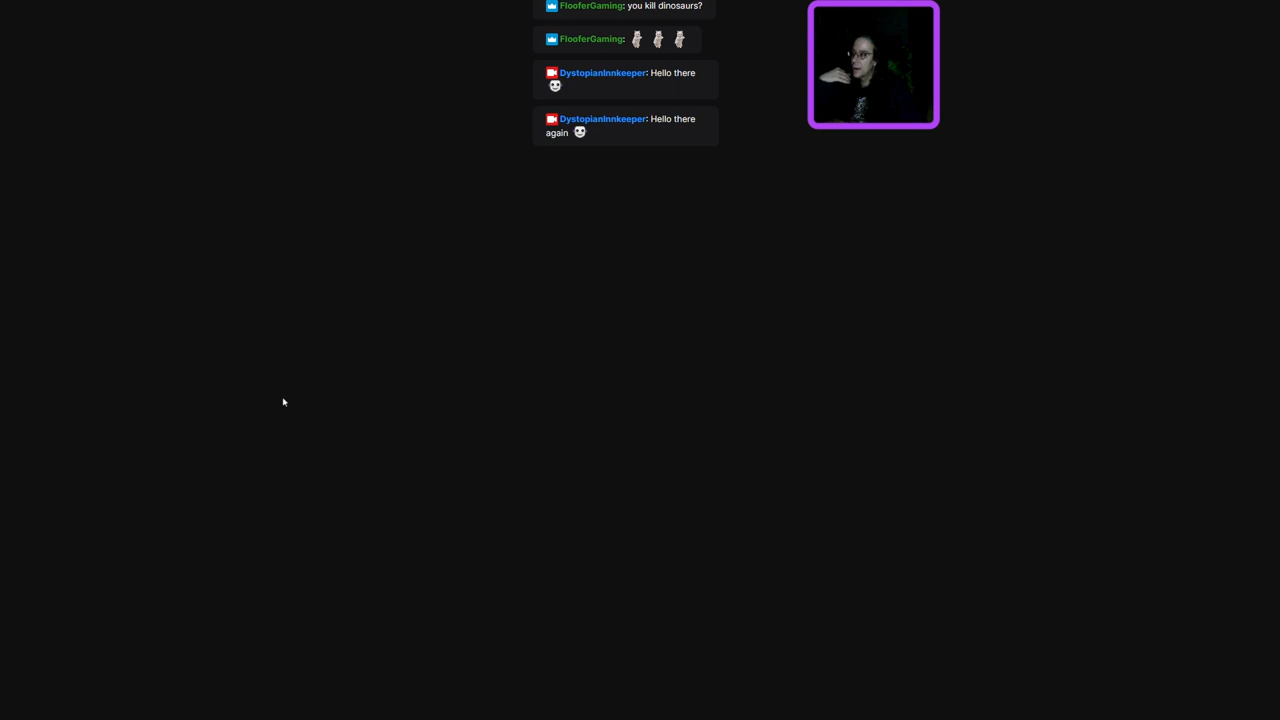 FlooferGaming: you kill dinosaurs?
FlooferGaming:
DystopianInnkeeper: Hello there
DystopianInnkeeper: Hello there
again